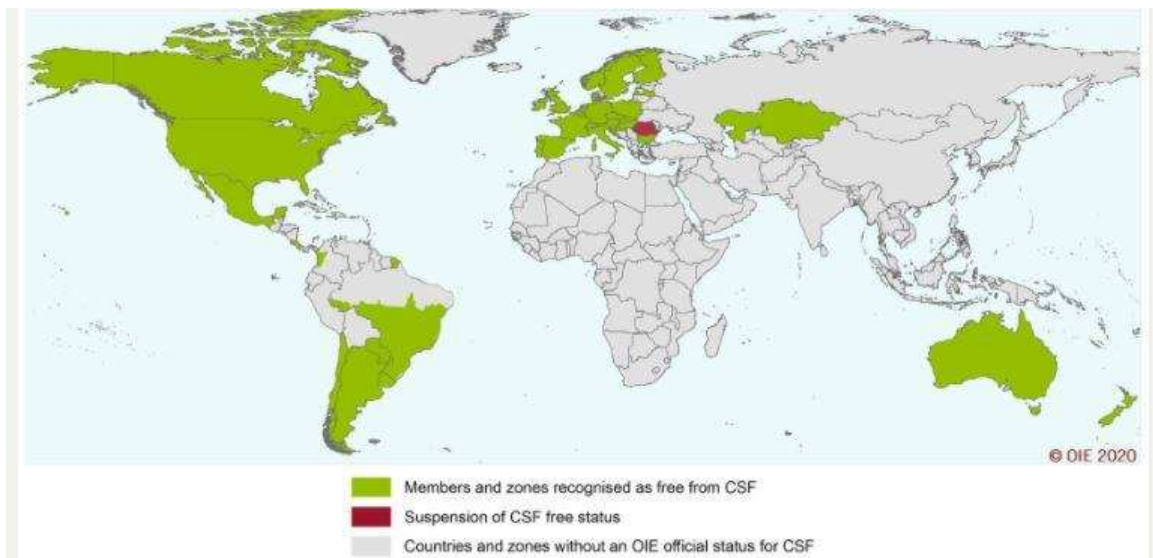 © OIE 2020
Members and zones recognised as free from CSF
Suspension of CSF free status
Countries and zones without an OIE official status for CSF